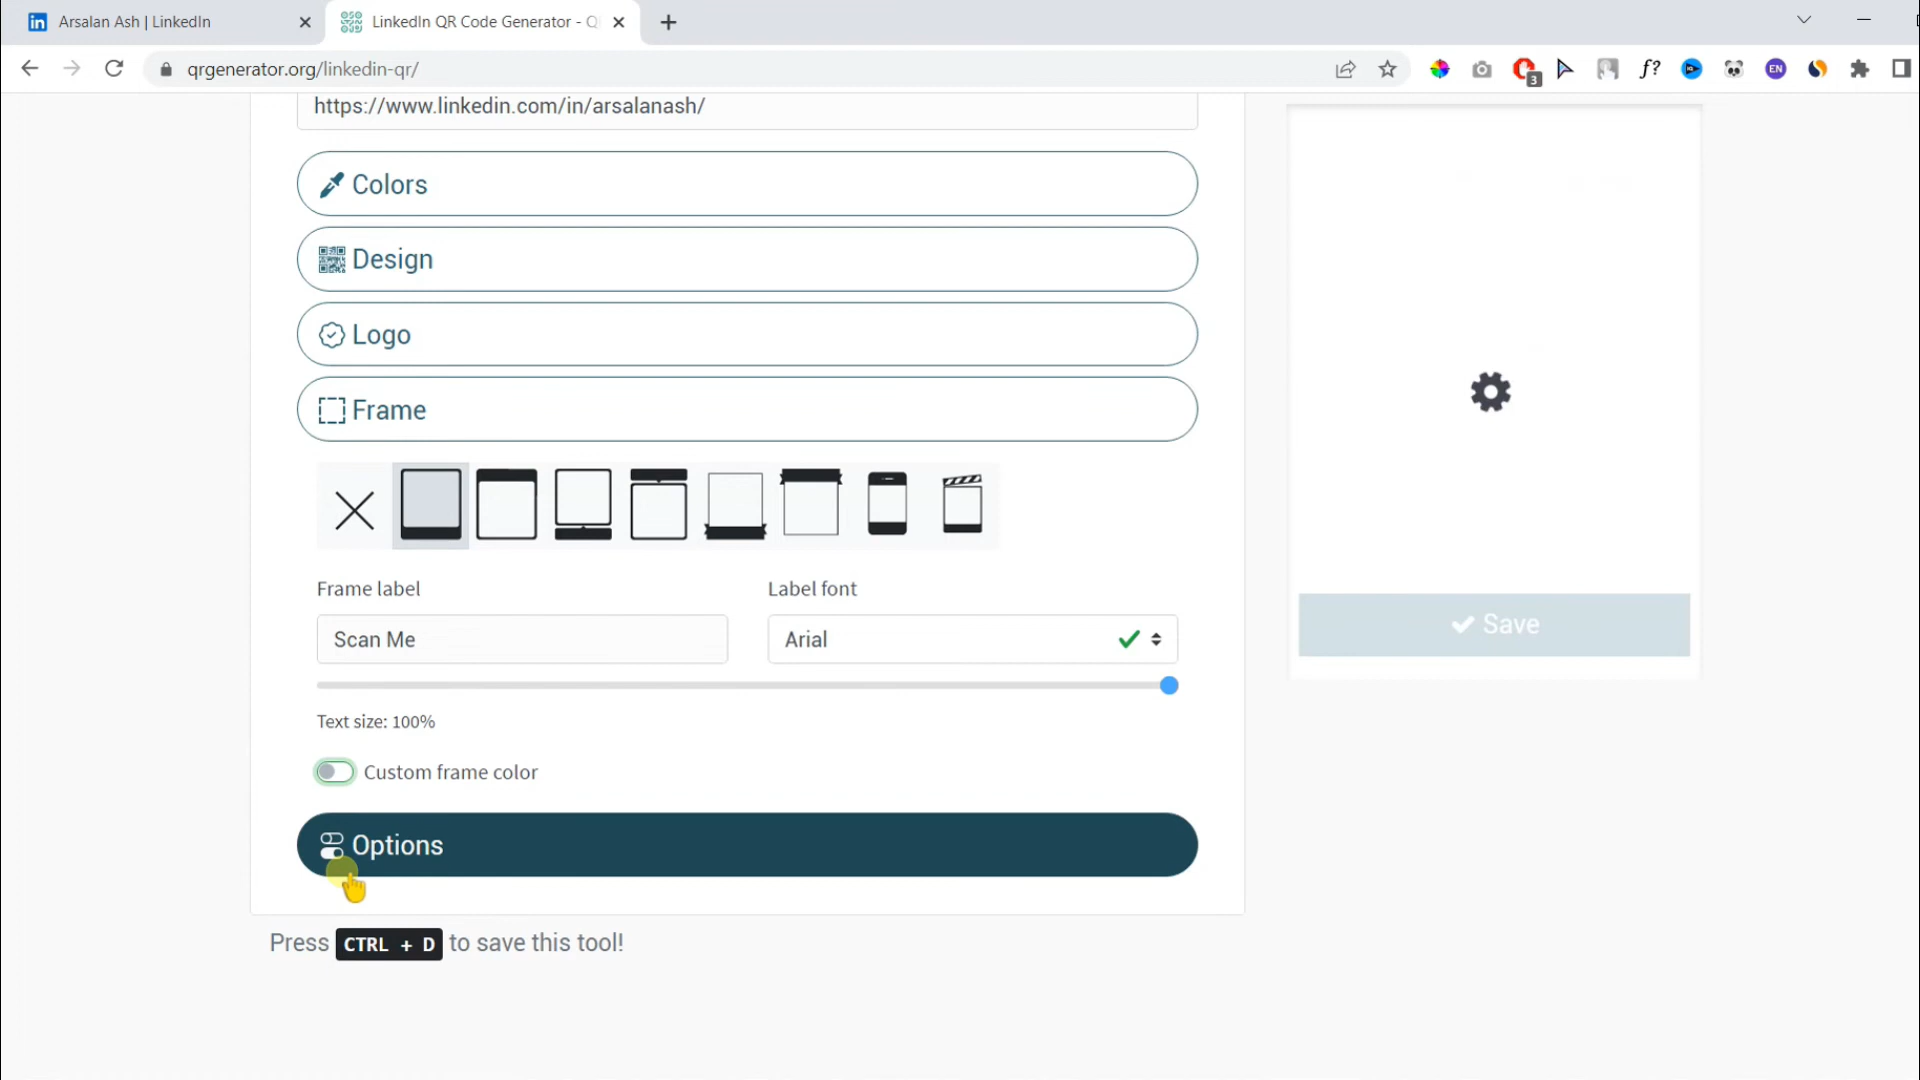 Arsalan Ash | LinkedIn
LinkedIn QR Code Generator - Q
qrgenerator.org/linkedin-qr/
3
f?
EN
https://www.linkedin.com/in/arsalanash/
Colors
Design
Logo
Frame
Frame label
Label font
Scan Me
Arial
Save
Text size: 100%
Custom frame color
Options
Press CTRL + D to save this tool!